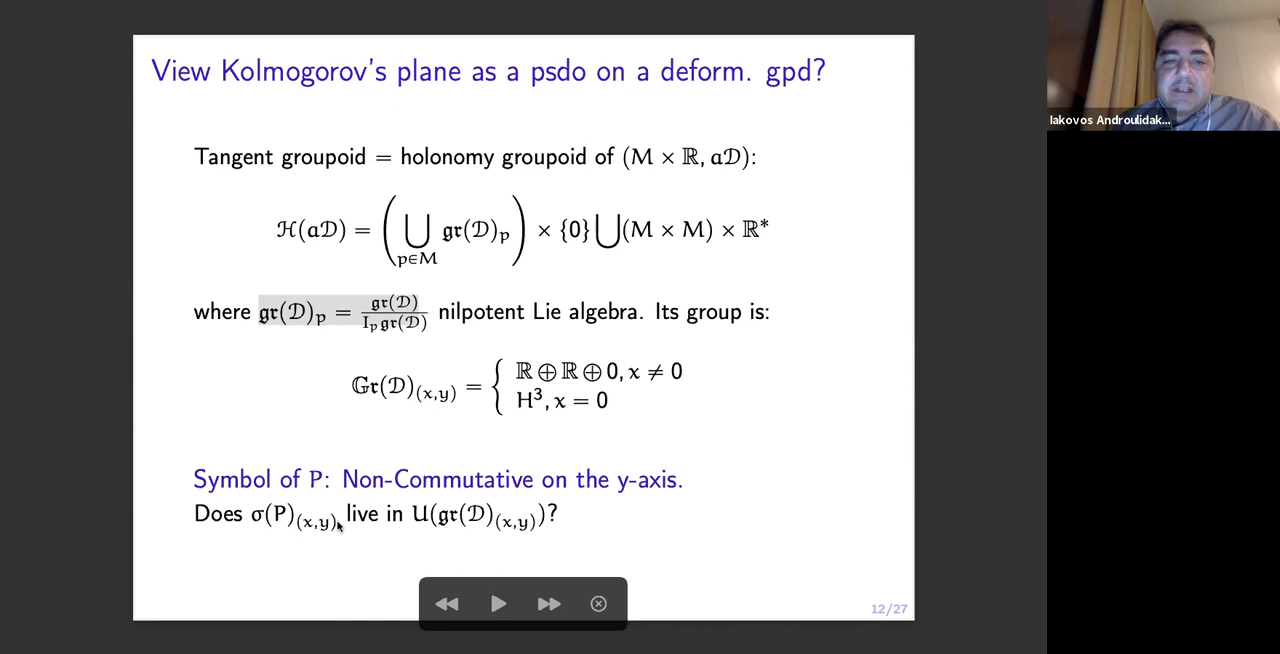 View Kolmogorov's plane as a psdo on a deform. gpd?
Tangent groupoid = holonomy groupoid of (M × ℝ, a𝒟):
ℋ(a𝒟) = ( ⋃_{p∈M} 𝔤𝔯(𝒟)_p ) × {0} ⋃ (M × M) × ℝ*
where 𝔤𝔯(𝒟)_p = 𝔤𝔯(𝒟) / I_p 𝔤𝔯(𝒟) nilpotent Lie algebra. Its group is:
𝔾r(𝒟)_(x,y) = { ℝ ⊕ ℝ ⊕ 0, x ≠ 0
H³, x = 0
Symbol of P: Non-Commutative on the y-axis.
Does σ(P)_(x,y) live in U(𝔤𝔯(𝒟)_(x,y))?
12/27
Iakovos Androulidak...